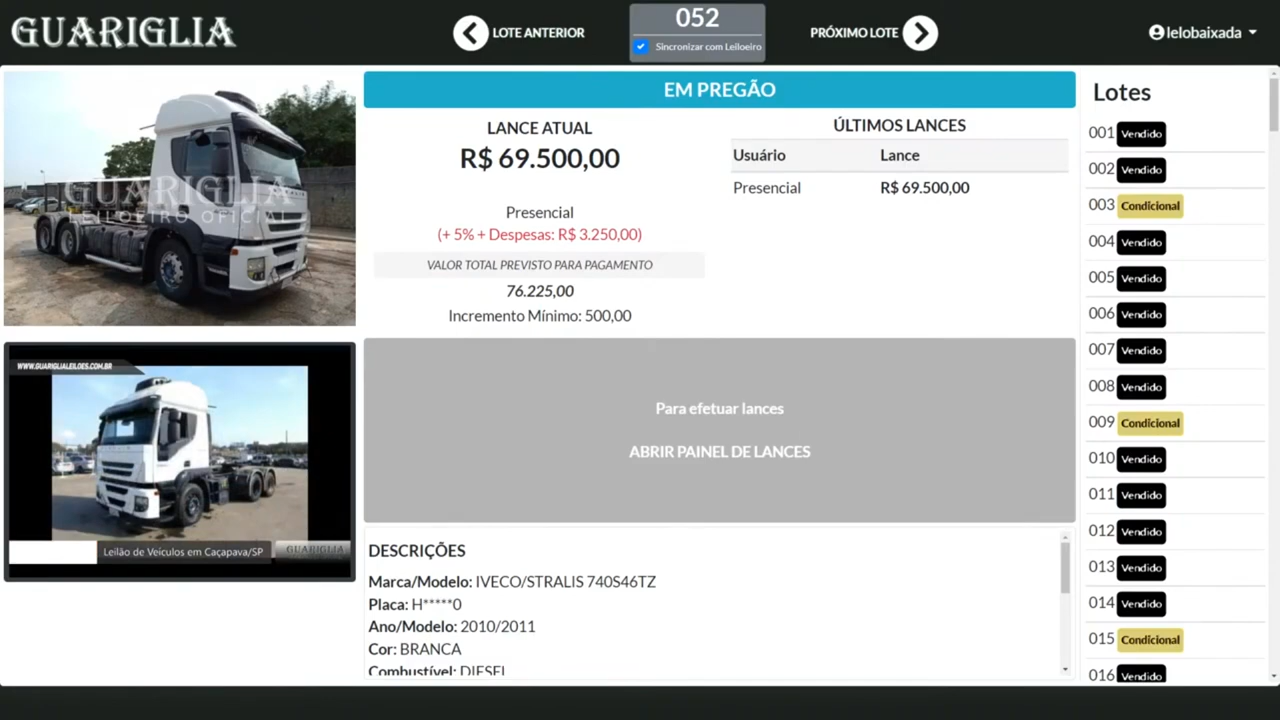 GUARIGLIA
LOTE ANTERIOR
052
Sincronizar com Leiloeiro
PRÓXIMO LOTE
lelobaixada
GUARIGLIA
LEILOEIRO OFICIAL
WWW.GUARIGLIALEILOES.COM.BR
Leilão de Veículos em Caçapava/SP
GUARIGLIA
EM PREGÃO
LANCE ATUAL
R$ 69.500,00
Presencial
(+ 5% + Despesas: R$ 3.250,00)
VALOR TOTAL PREVISTO PARA PAGAMENTO
76.225,00
Incremento Mínimo: 500,00
ÚLTIMOS LANCES
Usuário Lance
Presencial R$ 69.500,00
Para efetuar lances
ABRIR PAINEL DE LANCES
DESCRIÇÕES
Marca/Modelo: IVECO/STRALIS 740S46TZ
Placa: H*****0
Ano/Modelo: 2010/2011
Cor: BRANCA
Combustível: DIESEL
Lotes
001 Vendido
002 Vendido
003 Condicional
004 Vendido
005 Vendido
006 Vendido
007 Vendido
008 Vendido
009 Condicional
010 Vendido
011 Vendido
012 Vendido
013 Vendido
014 Vendido
015 Condicional
016 Vendido